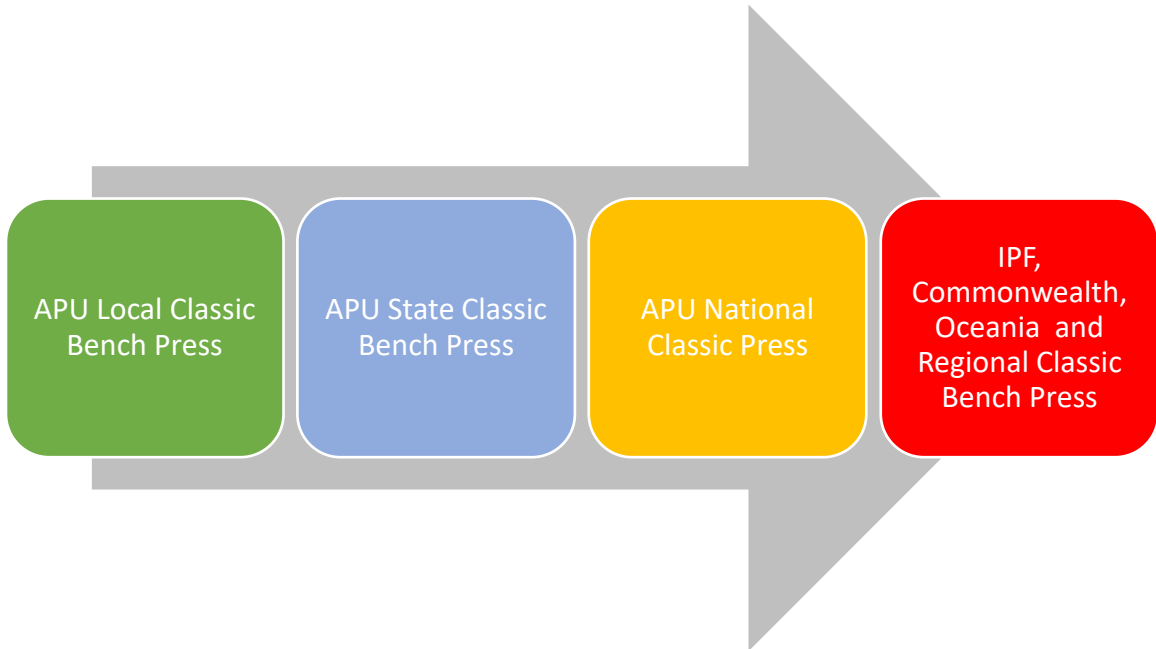 APU Local Classic
Bench Press
APU State Classic
Bench Press
APU National
Classic Press
IPF,
Commonwealth,
Oceania  and
Regional Classic
Bench Press